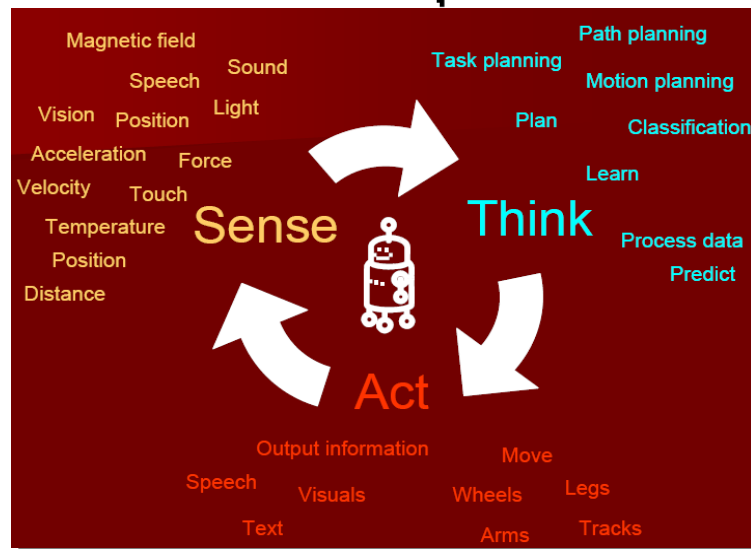 Magnetic field
Speech
Sound
Vision
Position
Light
Acceleration
Force
Velocity
Touch
Temperature
Position
Distance
Sense
Path planning
Task planning
Motion planning
Plan
Classification
Learn
Think
Process data
Predict
Act
Output information
Move
Speech
Visuals
Wheels
Legs
Text
Arms
Tracks